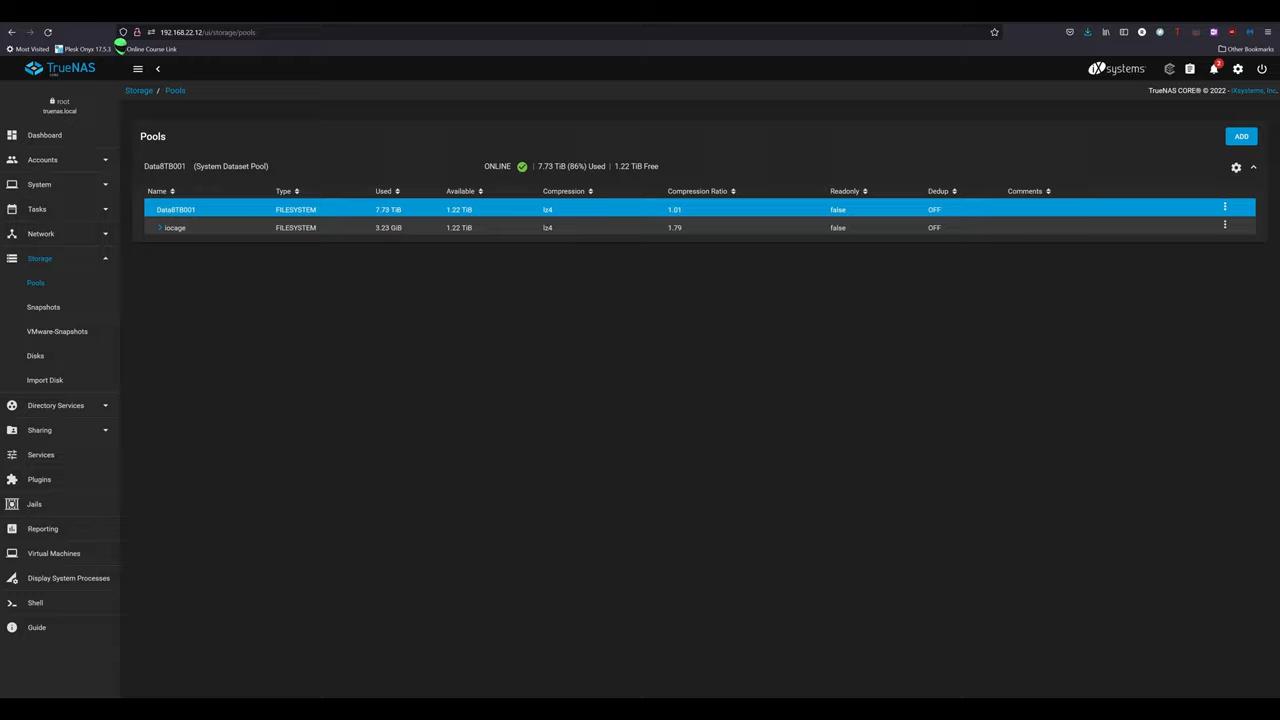 192.168.22.12/ui/storage/pools
Most Visited
Plesk Onyx 17.5.3
Online Course Link
Other Bookmarks
TrueNAS
CORE
iXsystems
2
root
truenas.local
Storage / Pools
TrueNAS CORE® © 2022 - iXsystems, Inc.
Dashboard
Accounts
System
Tasks
Network
Storage
Pools
Snapshots
VMware-Snapshots
Disks
Import Disk
Directory Services
Sharing
Services
Plugins
Jails
Reporting
Virtual Machines
Display System Processes
Shell
Guide
Pools
ADD
Data8TB001 (System Dataset Pool) ONLINE | 7.73 TiB (86%) Used | 1.22 TiB Free
Name Type Used Available Compression Compression Ratio Readonly Dedup Comments
Data8TB001 FILESYSTEM 7.73 TiB 1.22 TiB lz4 1.01 false OFF
iocage FILESYSTEM 3.23 GiB 1.22 TiB lz4 1.79 false OFF